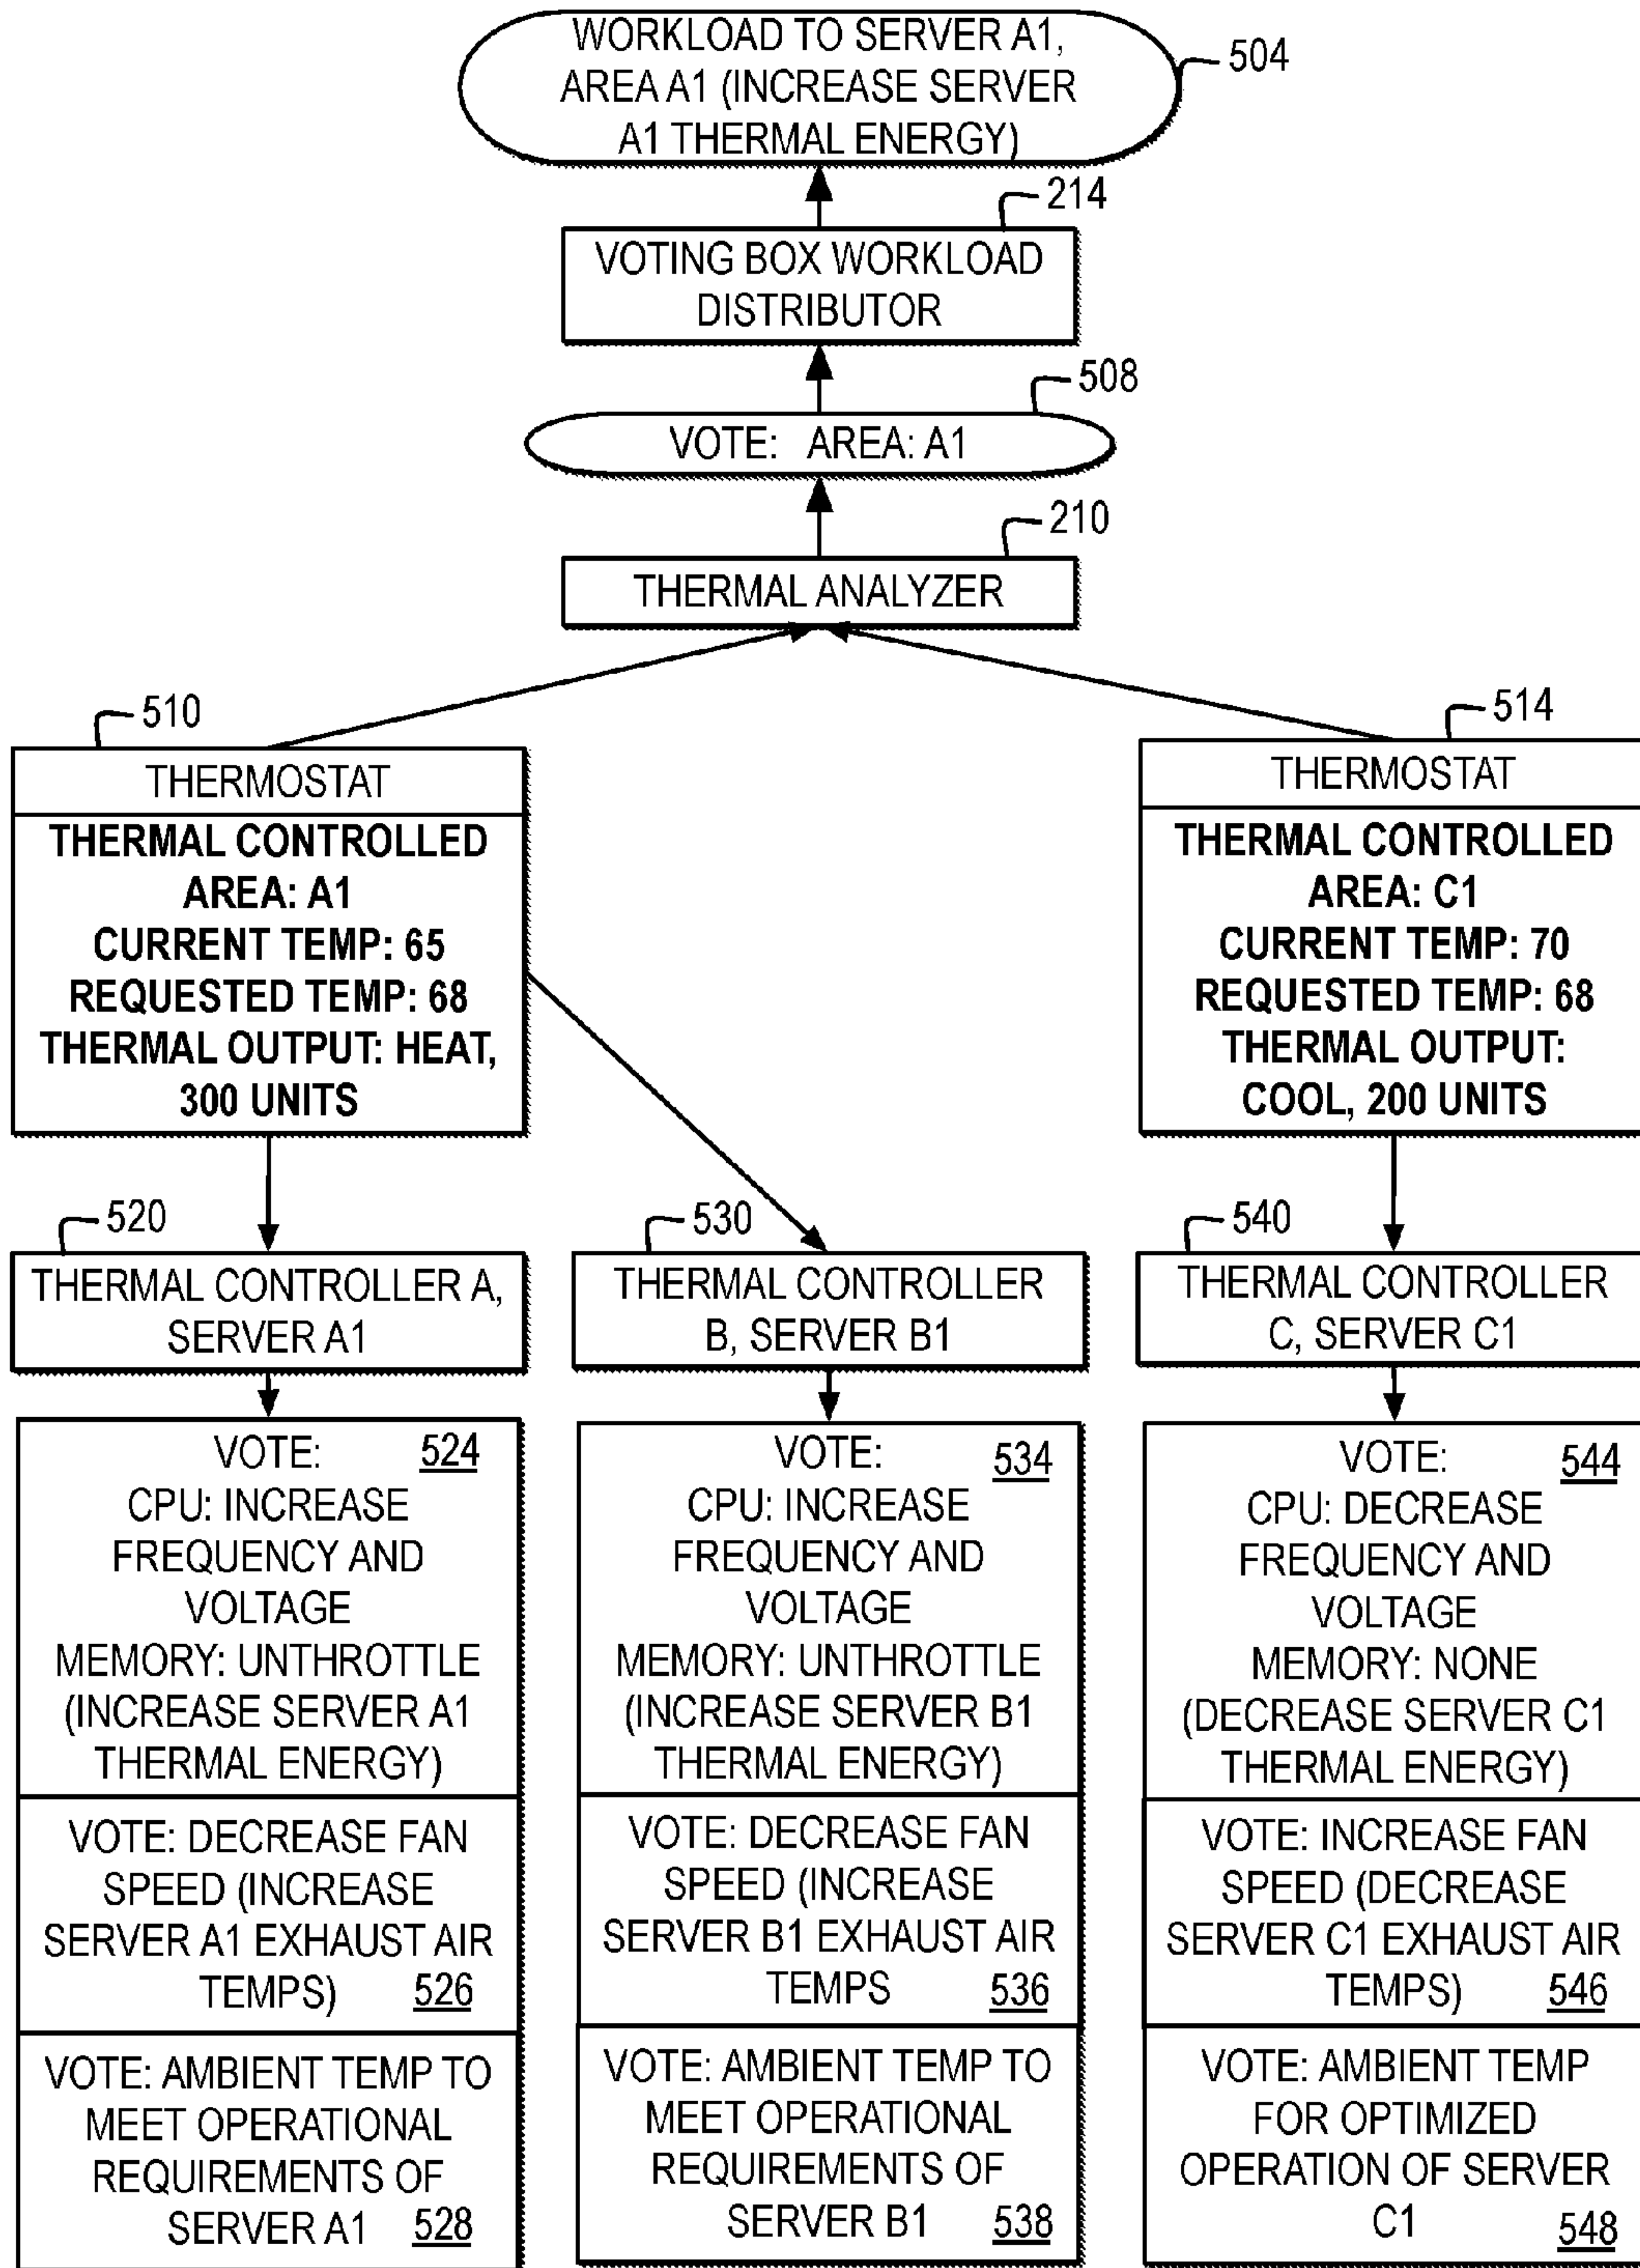 WORKLOAD TO SERVER A1,
AREA A1 (INCREASE SERVER
A1 THERMAL ENERGY)
504
214
VOTING BOX WORKLOAD
DISTRIBUTOR
508
VOTE: AREA: A1
210
THERMAL ANALYZER
510
THERMOSTAT
THERMAL CONTROLLED
AREA: A1
CURRENT TEMP: 65
REQUESTED TEMP: 68
THERMAL OUTPUT: HEAT,
300 UNITS
514
THERMOSTAT
THERMAL CONTROLLED
AREA: C1
CURRENT TEMP: 70
REQUESTED TEMP: 68
THERMAL OUTPUT:
COOL, 200 UNITS
520
THERMAL CONTROLLER A,
SERVER A1
530
THERMAL CONTROLLER
B, SERVER B1
540
THERMAL CONTROLLER
C, SERVER C1
VOTE: 524
CPU: INCREASE
FREQUENCY AND
VOLTAGE
MEMORY: UNTHROTTLE
(INCREASE SERVER A1
THERMAL ENERGY)
VOTE: DECREASE FAN
SPEED (INCREASE
SERVER A1 EXHAUST AIR
TEMPS) 526
VOTE: AMBIENT TEMP TO
MEET OPERATIONAL
REQUIREMENTS OF
SERVER A1 528
VOTE: 534
CPU: INCREASE
FREQUENCY AND
VOLTAGE
MEMORY: UNTHROTTLE
(INCREASE SERVER B1
THERMAL ENERGY)
VOTE: DECREASE FAN
SPEED (INCREASE
SERVER B1 EXHAUST AIR
TEMPS 536
VOTE: AMBIENT TEMP TO
MEET OPERATIONAL
REQUIREMENTS OF
SERVER B1 538
VOTE: 544
CPU: DECREASE
FREQUENCY AND
VOLTAGE
MEMORY: NONE
(DECREASE SERVER C1
THERMAL ENERGY)
VOTE: INCREASE FAN
SPEED (DECREASE
SERVER C1 EXHAUST AIR
TEMPS) 546
VOTE: AMBIENT TEMP
FOR OPTIMIZED
OPERATION OF SERVER
C1 548